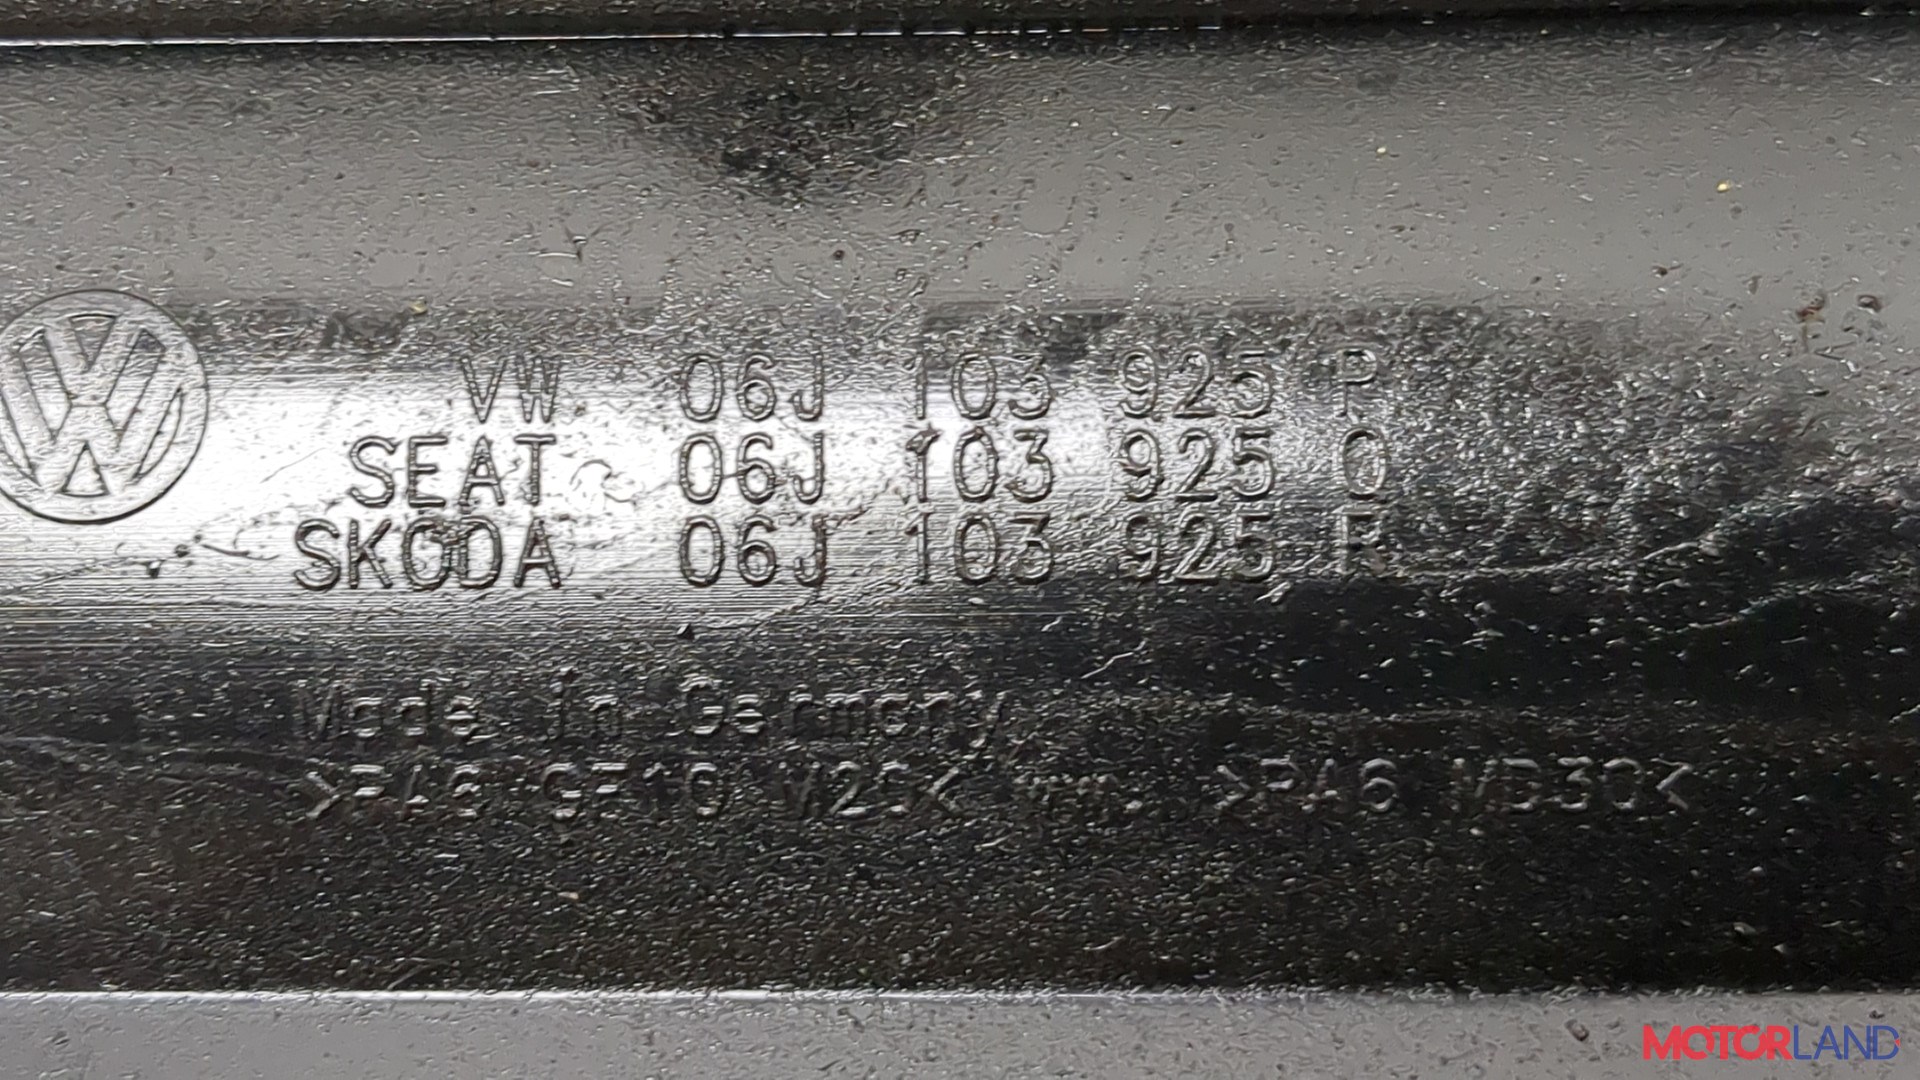 VW 06J 103 925 P
SEAT 06J 103 925 Q
SKODA 06J 103 925 R
Made in Germany
>PA6 GF10 M20< >PA6 MD30<
MOTORLAND